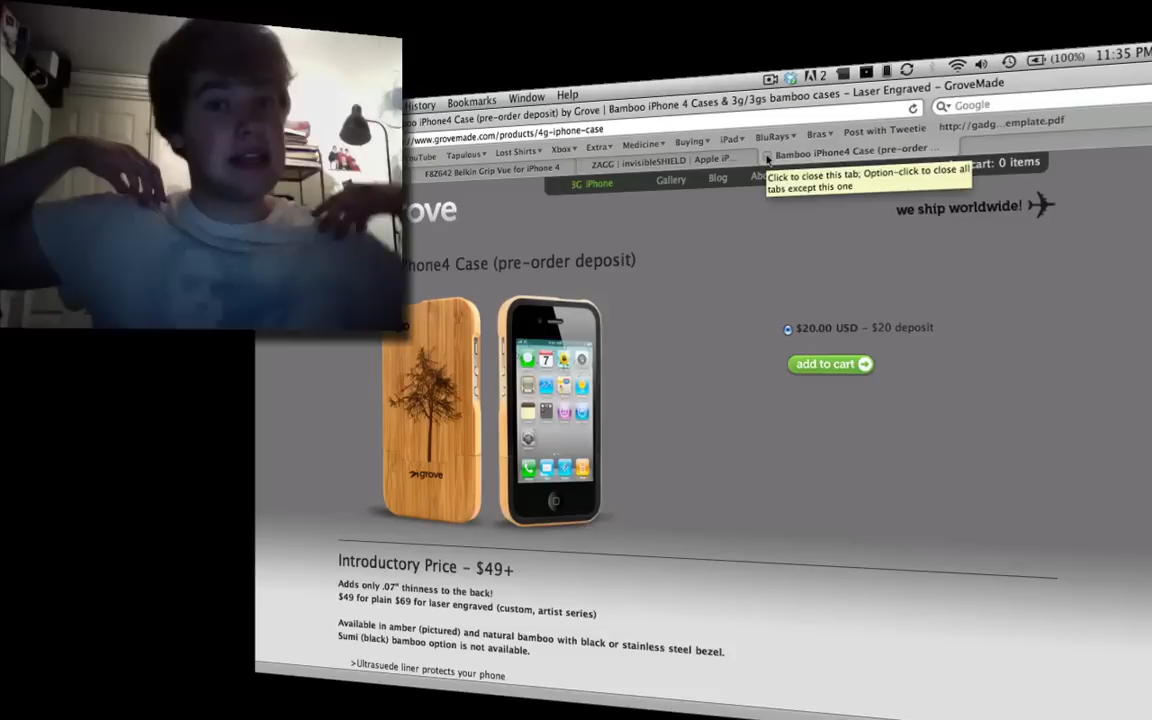 11:35 PM
2 (100%)
History Bookmarks Window Help
iPhone4 Case (pre-order deposit) by Grove | Bamboo iPhone 4 Cases & 3g/3gs bamboo cases – Laser Engraved – GroveMade
www.grovemade.com/products/4g-iphone-case Google
Tapulous Lost Shirts Xbox Extra Medicine Buying iPad BluRays Bras Post with Tweetie http://gadg...emplate.pdf
F8Z642 Belkin Grip Vue for iPhone 4 ZAGG | invisibleSHIELD | Apple iP... Bamboo iPhone4 Case (pre-order ...
3G iPhone Gallery Blog cart: 0 items
Click to close this tab; Option-click to close all
tabs except this one
we ship worldwide!
Case (pre-order deposit)
$20.00 USD – $20 deposit
add to cart
grove
Introductory Price – $49+
Adds only .07" thinness to the back!
$49 for plain $69 for laser engraved (custom, artist series)
Available in amber (pictured) and natural bamboo with black or stainless steel bezel.
Sumi (black) bamboo option is not available.
>Ultrasuede liner protects your phone